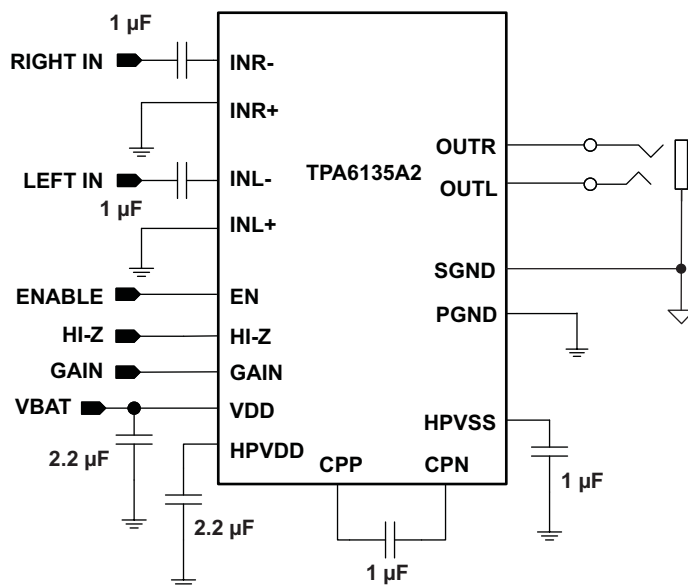 1 µF
RIGHT IN
INR-
INR+
OUTR
TPA6135A2
LEFT IN
INL-
OUTL
1 µF
INL+
SGND
ENABLE
EN
PGND
HI-Z
HI-Z
GAIN
GAIN
VBAT
VDD
HPVSS
2.2 µF
HPVDD
CPP
CPN
1 µF
2.2 µF
1 µF